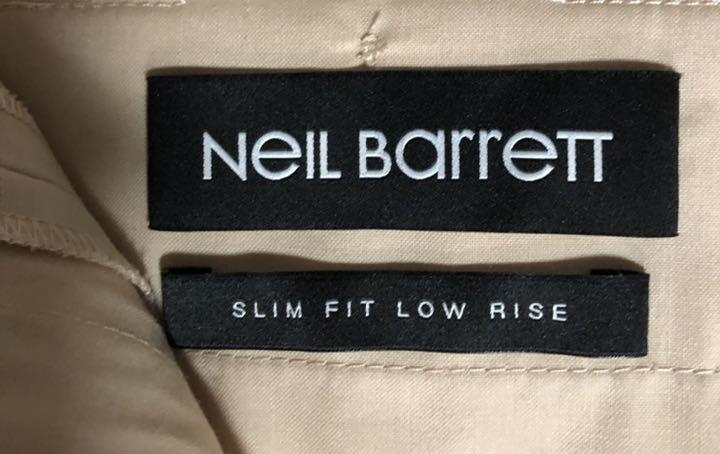 NeIL BarreTT
SLIM FIT LOW RISE